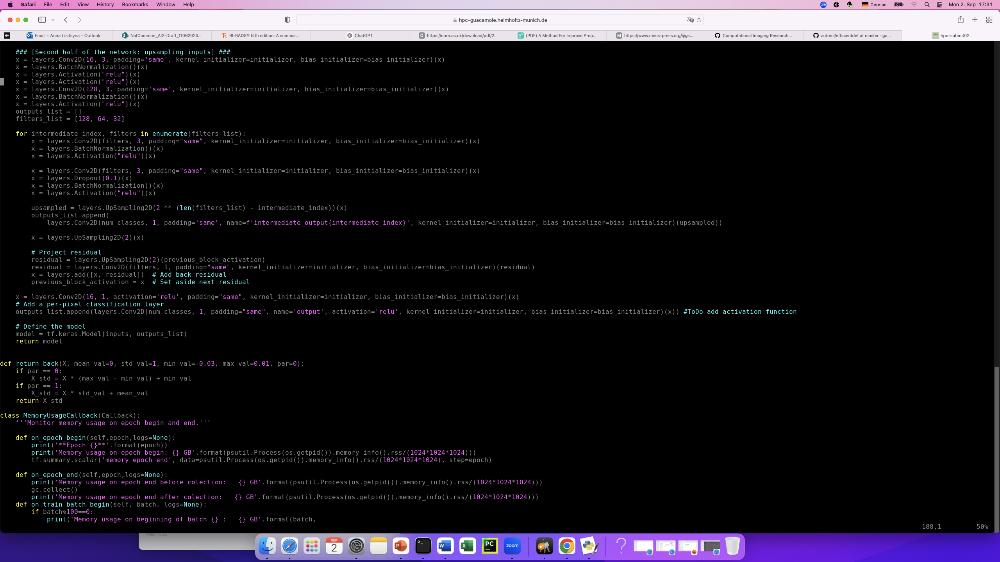 Safari File Edit View History Bookmarks Window Help
zm German Mon 2. Sep 17:31
hpc-guacamole.helmholtz-munich.de
Email - Anna Lisitsyna - Outlook NatCommun_AI2-Draft_11062024... BI-RADS® fifth edition: A summar... ChatGPT https://core.ac.uk/download/pdf/2... (PDF) A Method For Improve Prep... https://www.mecs-press.org/ijigs... Computational Imaging Research... automl/efficientdet at master · go... hpc-submit02
### [Second half of the network: upsampling inputs] ###
x = layers.Conv2D(16, 3, padding='same', kernel_initializer=initializer, bias_initializer=bias_initializer)(x)
x = layers.BatchNormalization()(x)
x = layers.Activation("relu")(x)
x = layers.Activation("relu")(x)
x = layers.Conv2D(128, 3, padding='same', kernel_initializer=initializer, bias_initializer=bias_initializer)(x)
x = layers.BatchNormalization()(x)
x = layers.Activation("relu")(x)
outputs_list = []
filters_list = [128, 64, 32]
for intermediate_index, filters in enumerate(filters_list):
x = layers.Conv2D(filters, 3, padding="same", kernel_initializer=initializer, bias_initializer=bias_initializer)(x)
x = layers.BatchNormalization()(x)
x = layers.Activation("relu")(x)
x = layers.Conv2D(filters, 3, padding="same", kernel_initializer=initializer, bias_initializer=bias_initializer)(x)
x = layers.Dropout(0.1)(x)
x = layers.BatchNormalization()(x)
x = layers.Activation("relu")(x)
upsampled = layers.UpSampling2D(2 ** (len(filters_list) - intermediate_index))(x)
outputs_list.append(
layers.Conv2D(num_classes, 1, padding='same', name=f'intermediate_output{intermediate_index}', kernel_initializer=initializer, bias_initializer=bias_initializer)(upsampled))
x = layers.UpSampling2D(2)(x)
# Project residual
residual = layers.UpSampling2D(2)(previous_block_activation)
residual = layers.Conv2D(filters, 1, padding="same", kernel_initializer=initializer, bias_initializer=bias_initializer)(residual)
x = layers.add([x, residual])  # Add back residual
previous_block_activation = x  # Set aside next residual
x = layers.Conv2D(16, 1, activation='relu', padding="same", kernel_initializer=initializer, bias_initializer=bias_initializer)(x)
# Add a per-pixel classification layer
outputs_list.append(layers.Conv2D(num_classes, 1, padding="same", name='output', activation='relu', kernel_initializer=initializer, bias_initializer=bias_initializer)(x)) #ToDo add activation function
# Define the model
model = tf.keras.Model(inputs, outputs_list)
return model
def return_back(X, mean_val=0, std_val=1, min_val=-0.03, max_val=0.01, par=0):
if par == 0:
X_std = X * (max_val - min_val) + min_val
if par == 1:
X_std = X * std_val + mean_val
return X_std
class MemoryUsageCallback(Callback):
'''Monitor memory usage on epoch begin and end.'''
def on_epoch_begin(self,epoch,logs=None):
print('**Epoch {}**'.format(epoch))
print('Memory usage on epoch begin: {} GB'.format(psutil.Process(os.getpid()).memory_info().rss/(1024*1024*1024)))
tf.summary.scalar('memory epoch end', data=psutil.Process(os.getpid()).memory_info().rss/(1024*1024*1024), step=epoch)
def on_epoch_end(self,epoch,logs=None):
print('Memory usage on epoch end before colection:   {} GB'.format(psutil.Process(os.getpid()).memory_info().rss/(1024*1024*1024)))
gc.collect()
print('Memory usage on epoch end after colection:   {} GB'.format(psutil.Process(os.getpid()).memory_info().rss/(1024*1024*1024)))
def on_train_batch_begin(self, batch, logs=None):
if batch%100==0:
print('Memory usage on beginning of batch {} :   {} GB'.format(batch,
188,1 50%
macFUSE
SEP
2
P >_ W X PC zoom ?